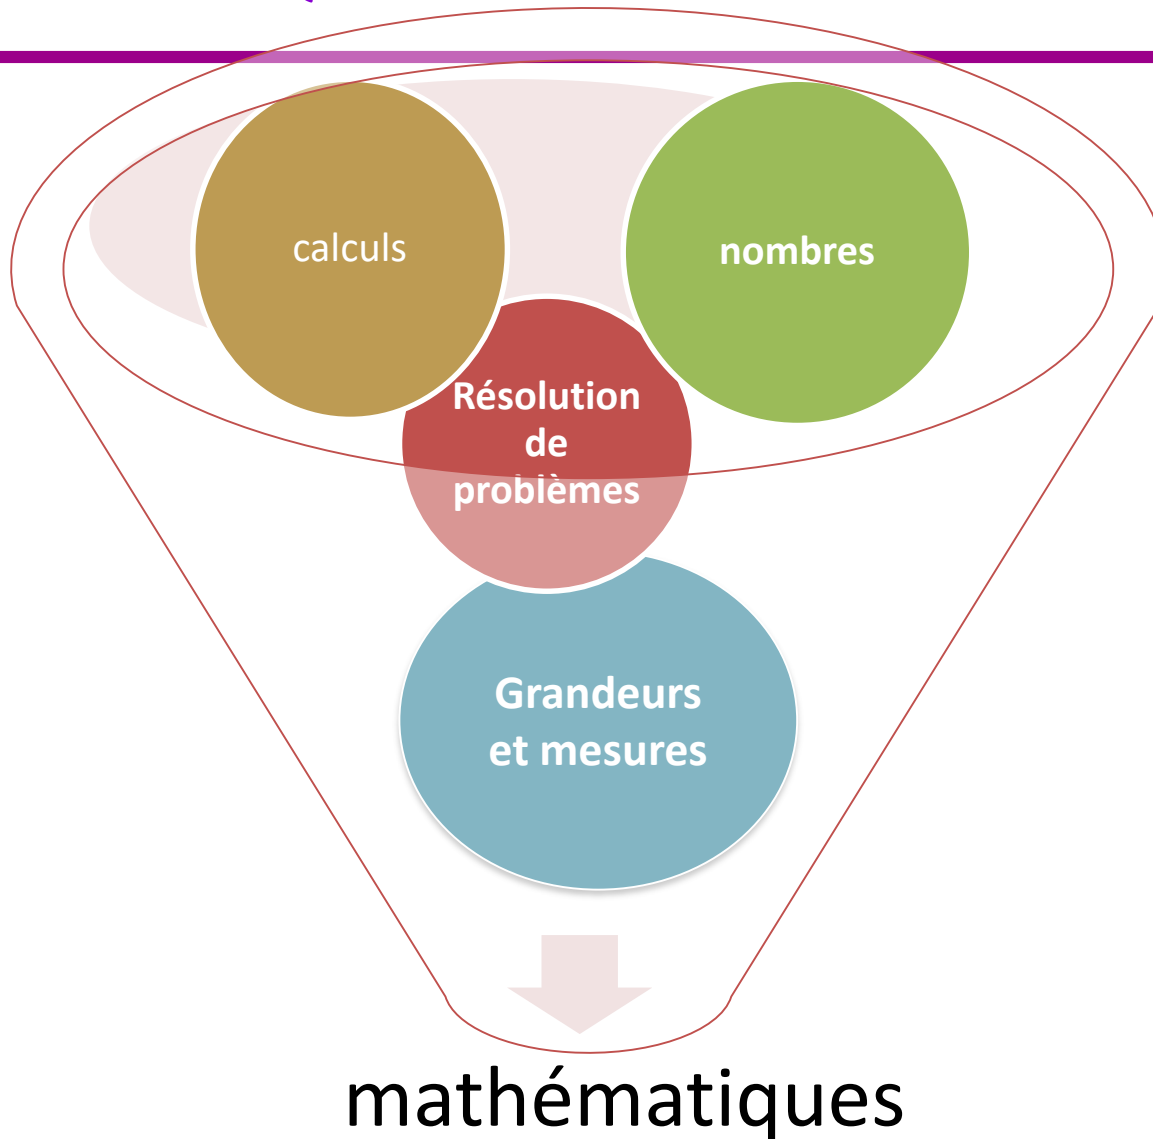 calculs
nombres
Résolution
de
problèmes
Grandeurs
et mesures
mathématiques